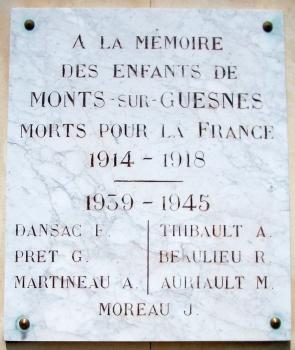 A LA MÉMOIRE
DES ENFANTS DE
MONTS-SUR-GUESNES
MORTS POUR LA FRANCE
1914 - 1918
1939 - 1945
DANSAC F. THIBAULT A.
PRET G. BEAULIEU R.
MARTINEAU A. AURIAULT M.
MOREAU J.